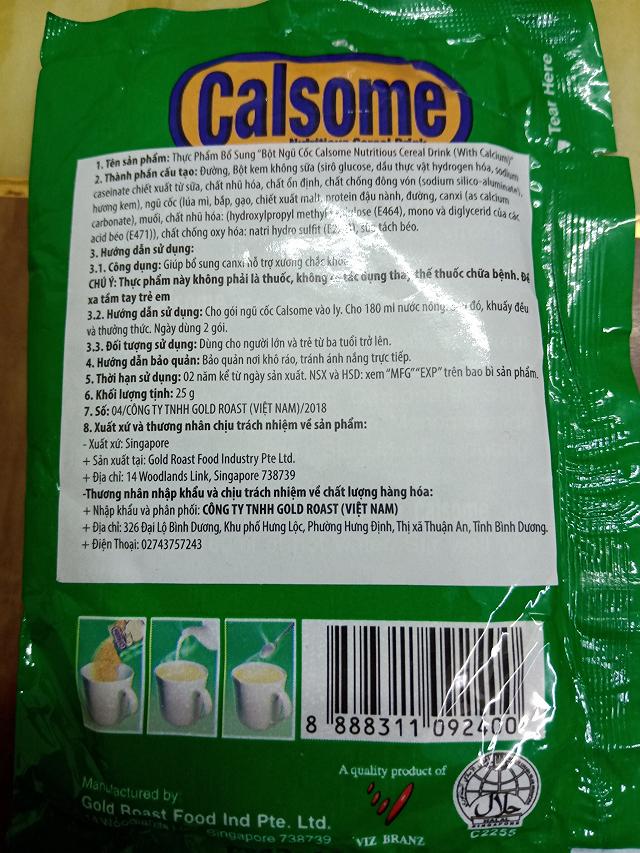 Calsome
Nutritious Cereal Drink
Tear Here
1. Tên sản phẩm: Thực Phẩm Bổ Sung "Bột Ngũ Cốc Calsome Nutritious Cereal Drink (With Calcium)"
2. Thành phần cấu tạo: Đường, Bột kem không sữa (sirô glucose, dầu thực vật hydrogen hóa, sodium
caseinate chiết xuất từ sữa, chất nhũ hóa, chất ổn định, chất chống đông vón (sodium silico-aluminate),
hương kem), ngũ cốc (lúa mì, bắp, gạo, chiết xuất malt, protein đậu nành, đường, canxi (as calcium
carbonate), muối, chất nhũ hóa: (hydroxylpropyl methyl (E464), mono và diglycerid của các
acid béo (E471)), chất chống oxy hóa: natri hydro sulfit tách béo.
3. Hướng dẫn sử dụng:
3.1. Công dụng: Giúp bổ sung canxi hỗ trợ xương chắc khỏe
CHÚ Ý: Thực phẩm này không phải là thuốc, không có tác dụng thay thế thuốc chữa bệnh. Để
xa tầm tay trẻ em
3.2. Hướng dẫn sử dụng: Cho gói ngũ cốc Calsome vào ly. Cho 180 ml nước nóng, đó, khuấy đều
và thưởng thức. Ngày dùng 2 gói.
3.3. Đối tượng sử dụng: Dùng cho người lớn và trẻ từ ba tuổi trở lên.
4. Hướng dẫn bảo quản: Bảo quản nơi khô ráo, tránh ánh nắng trực tiếp.
5. Thời hạn sử dụng: 02 năm kể từ ngày sản xuất. NSX và HSD: xem "MFG""EXP" trên bao bì sản phẩm.
6. Khối lượng tịnh: 25 g
7. Số: 04/CÔNG TY TNHH GOLD ROAST (VIỆT NAM)/2018
8. Xuất xứ và thương nhân chịu trách nhiệm về sản phẩm:
- Xuất xứ: Singapore
+ Sản xuất tại: Gold Roast Food Industry Pte Ltd.
+ Địa chỉ: 14 Woodlands Link, Singapore 738739
-Thương nhân nhập khẩu và chịu trách nhiệm về chất lượng hàng hóa:
+ Nhập khẩu và phân phối: CÔNG TY TNHH GOLD ROAST (VIỆT NAM)
+ Địa chỉ: 326 Đại Lộ Bình Dương, Khu phố Hưng Lộc, Phường Hưng Định, Thị xã Thuận An, Tỉnh Bình Dương.
+ Điện Thoại: 02743757243
8 888311 092400
Manufactured by
Gold Roast Food Ind Pte. Ltd.
14 Woodlands Singapore 738739
A quality product of
VIZ BRANZ
HALAL
SINGAPORE
C2255